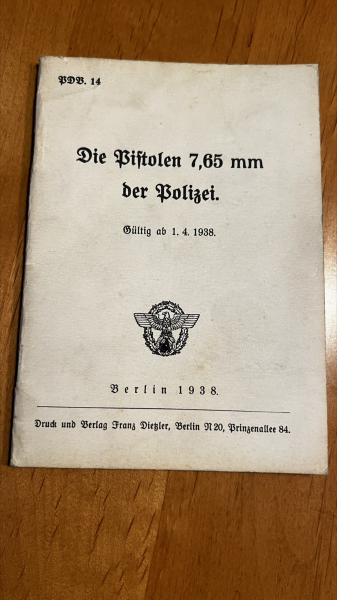 PDV. 14
Die Pistolen 7,65 mm
der Polizei.
Gültig ab 1. 4. 1938.
Berlin 1938.
Druck und Verlag Franz Dietzler, Berlin N 20, Prinzenallee 84.